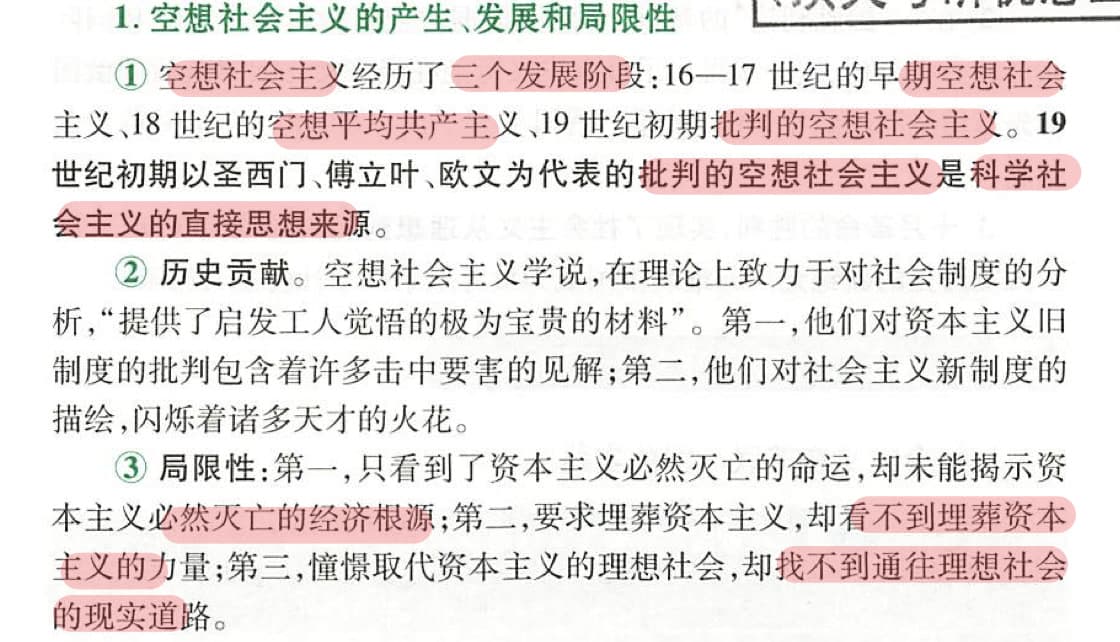 1. 空想社会主义的产生、发展和局限性
① 空想社会主义经历了三个发展阶段:16—17 世纪的早期空想社会
主义、18 世纪的空想平均共产主义、19 世纪初期批判的空想社会主义。19
世纪初期以圣西门、傅立叶、欧文为代表的批判的空想社会主义是科学社
会主义的直接思想来源。
② 历史贡献。空想社会主义学说,在理论上致力于对社会制度的分
析,“提供了启发工人觉悟的极为宝贵的材料”。第一,他们对资本主义旧
制度的批判包含着许多击中要害的见解;第二,他们对社会主义新制度的
描绘,闪烁着诸多天才的火花。
③ 局限性:第一,只看到了资本主义必然灭亡的命运,却未能揭示资
本主义必然灭亡的经济根源;第二,要求埋葬资本主义,却看不到埋葬资本
主义的力量;第三,憧憬取代资本主义的理想社会,却找不到通往理想社会
的现实道路。